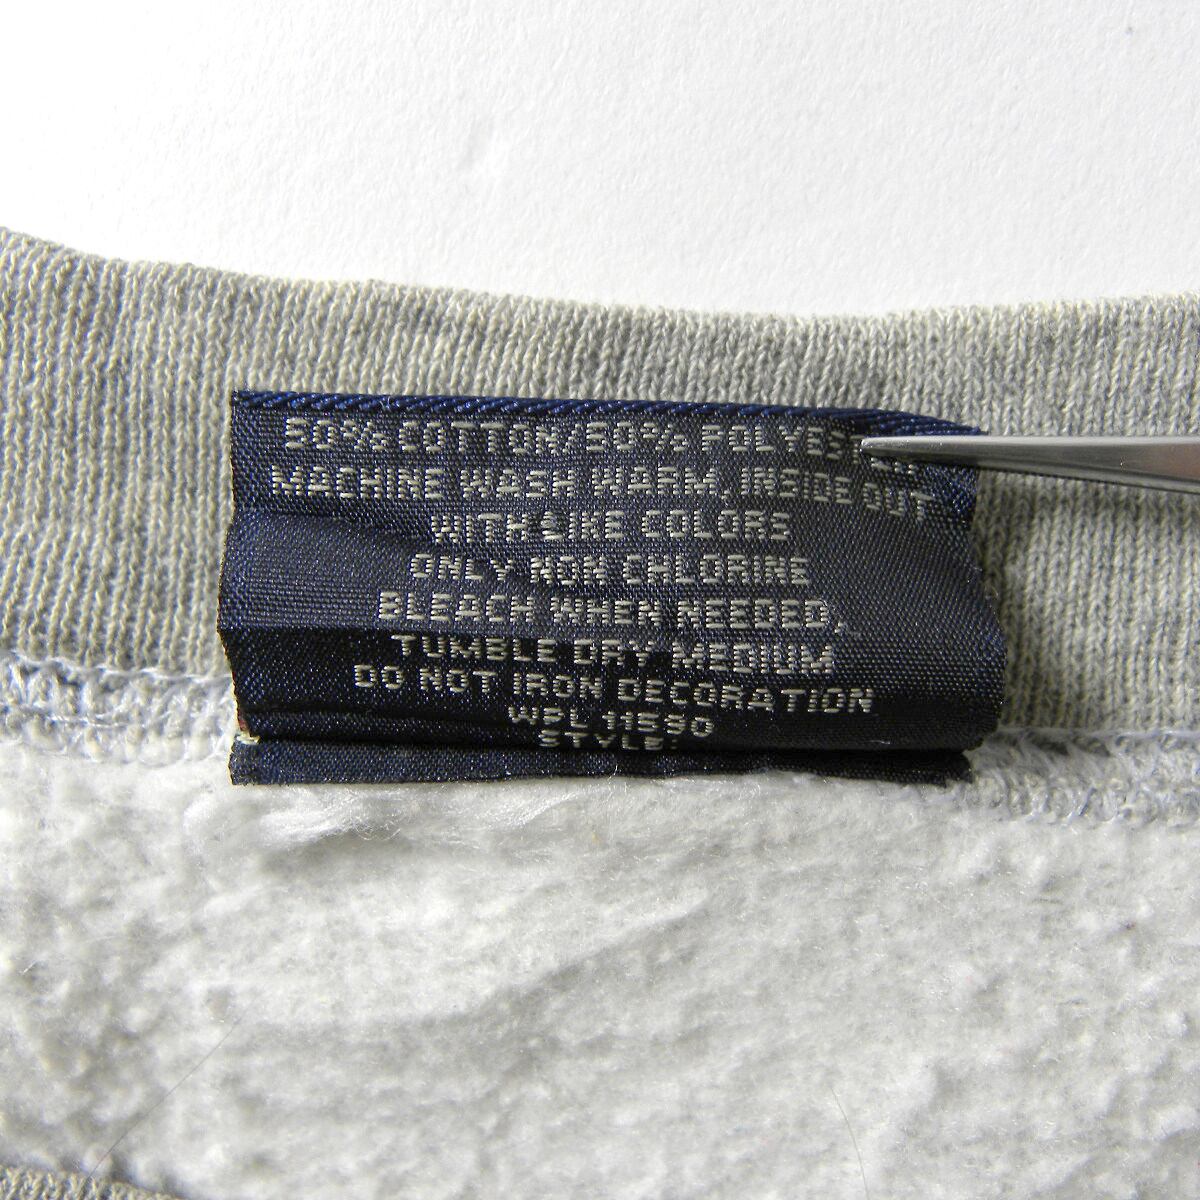 50% COTTON/50% POLYESTER
MACHINE WASH WARM, INSIDE OUT
WITH LIKE COLORS
ONLY NON CHLORINE
BLEACH WHEN NEEDED,
TUMBLE DRY MEDIUM
DO NOT IRON DECORATION
WPL 11590
STYLE: